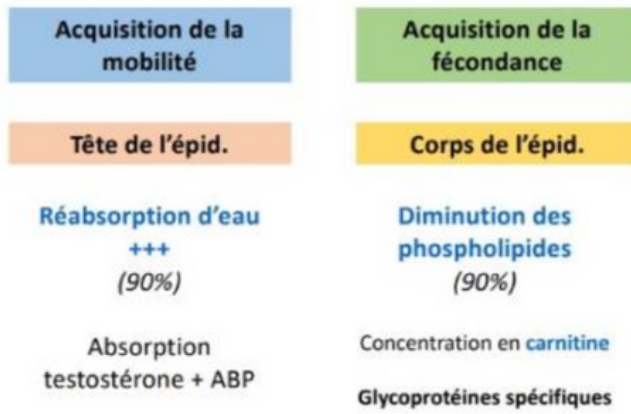 Acquisition de la
mobilité
Acquisition de la
fécondance
Tête de l'épid.
Corps de l'épid.
Réabsorption d'eau
+++
(90%)
Diminution des
phospholipides
(90%)
Absorption
testostérone + ABP
Concentration en carnitine
Glycoprotéines spécifiques